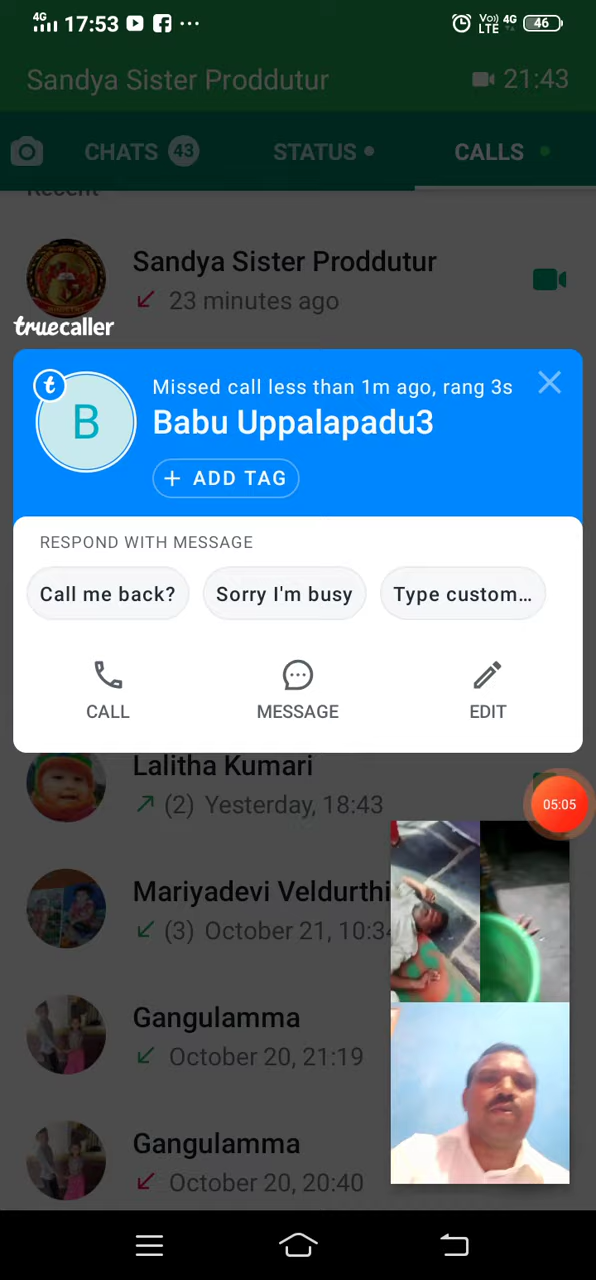 4G 17:53 ... Vo) LTE 4G 46
Sandya Sister Proddutur 21:43
CHATS 43 STATUS CALLS
Recent
Sandya Sister Proddutur
23 minutes ago
truecaller
t B
Missed call less than 1m ago, rang 3s
Babu Uppalapadu3
+ ADD TAG
RESPOND WITH MESSAGE
Call me back? Sorry I'm busy Type custom...
CALL MESSAGE EDIT
Lalitha Kumari
(2) Yesterday, 18:43
05:05
Mariyadevi Veldurthi
(3) October 21, 10:34
Gangulamma
October 20, 21:19
Gangulamma
October 20, 20:40